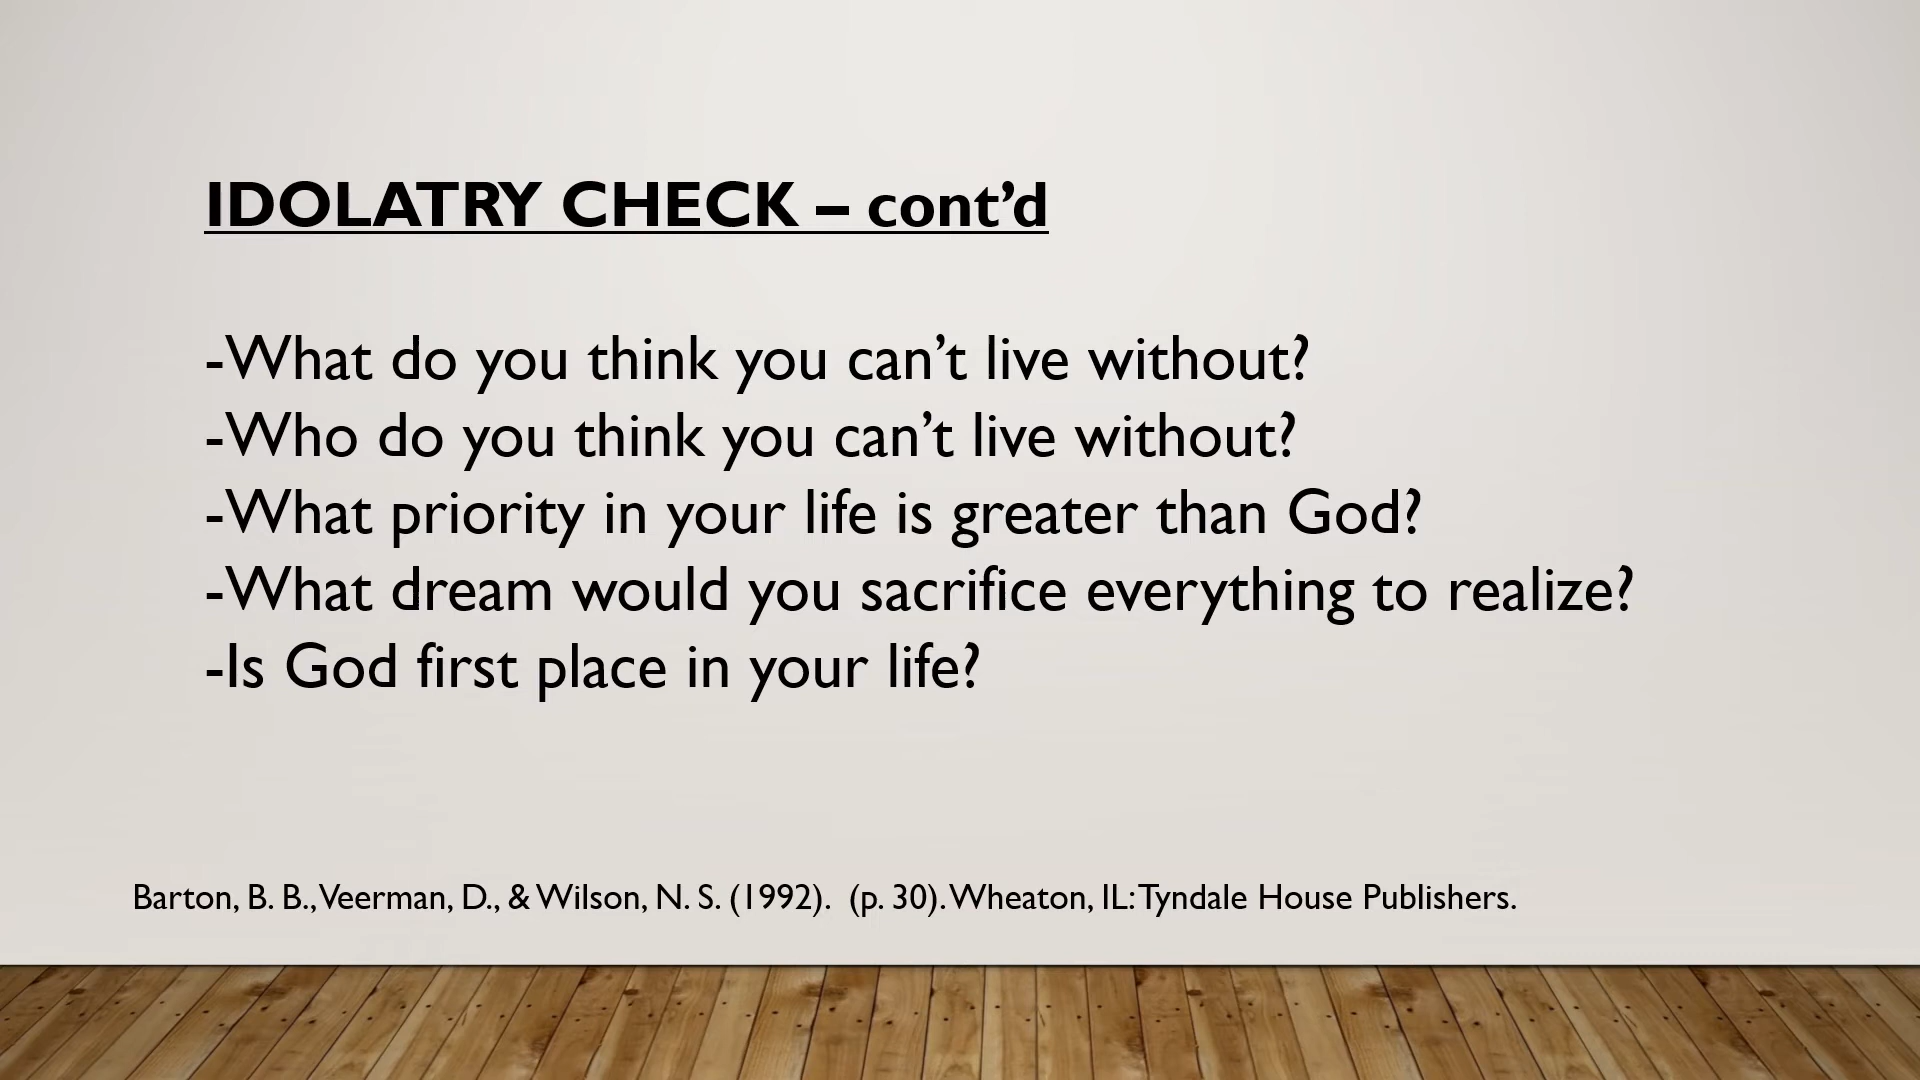 IDOLATRY CHECK – cont’d
-What do you think you can’t live without?
-Who do you think you can’t live without?
-What priority in your life is greater than God?
-What dream would you sacrifice everything to realize?
-Is God first place in your life?
Barton, B. B., Veerman, D., & Wilson, N. S. (1992).  (p. 30). Wheaton, IL: Tyndale House Publishers.